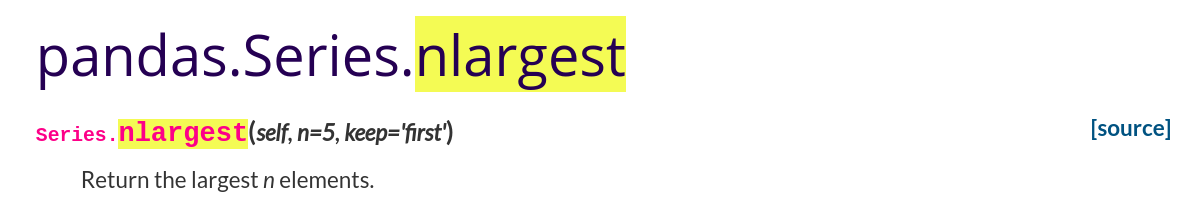 pandas.Series.nlargest
Series.nlargest(self, n=5, keep='first') [source]
Return the largest n elements.